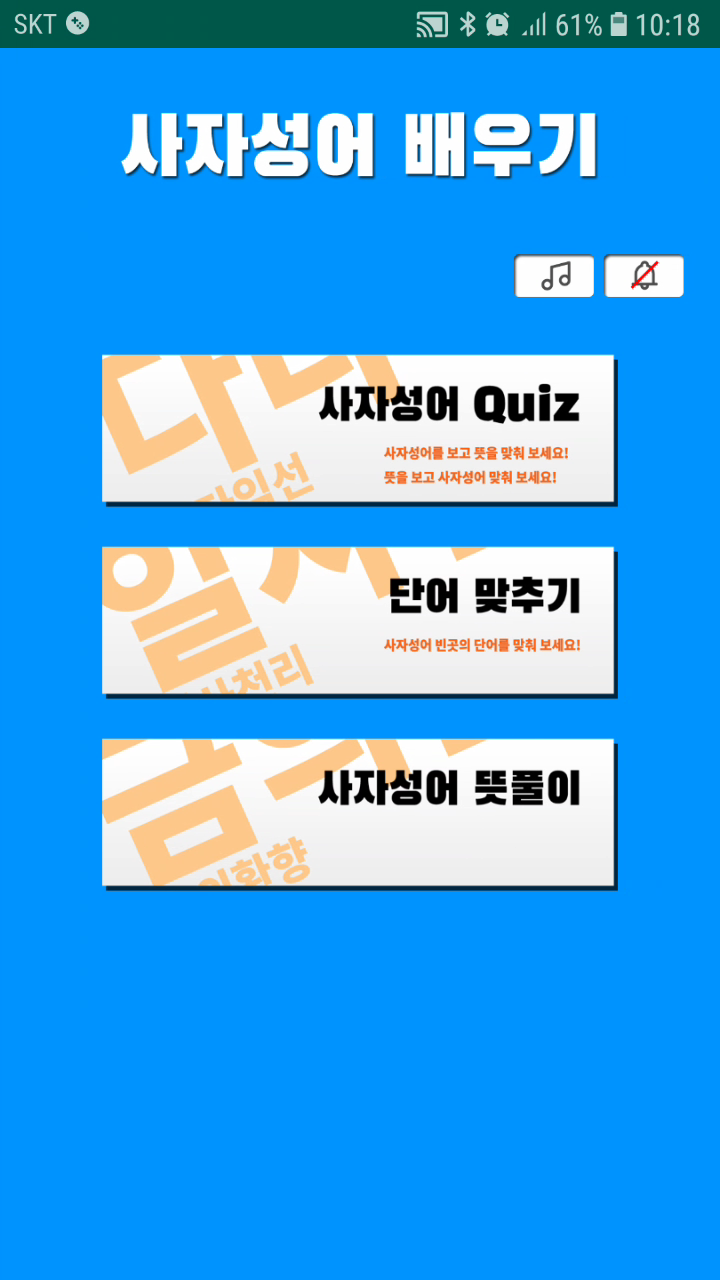 SKT 61% 10:18
사자성어 배우기
사자성어 Quiz
사자성어를 보고 뜻을 맞춰 보세요!
뜻을 보고 사자성어 맞춰 보세요!
단어 맞추기
사자성어 빈곳의 단어를 맞춰 보세요!
사자성어 뜻풀이